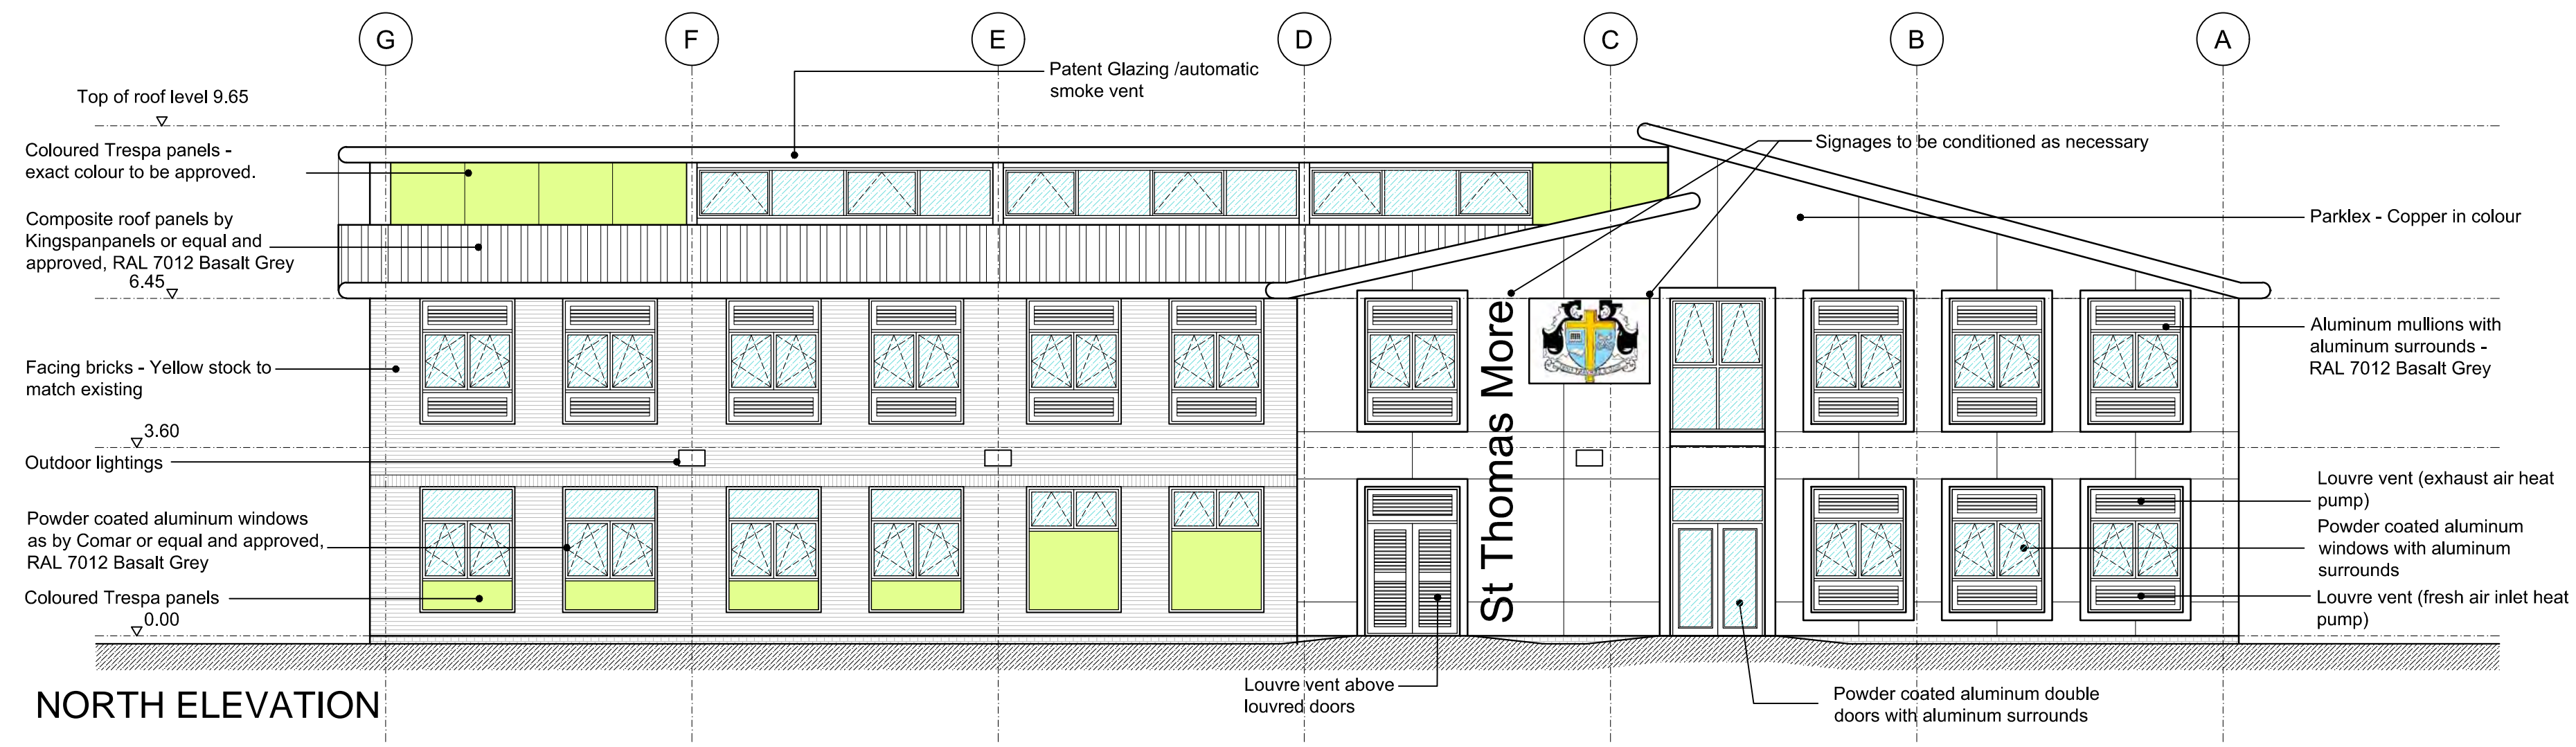 G
F
E
D
C
B
A
Patent Glazing /automatic
smoke vent
Top of roof level 9.65
Coloured Trespa panels -
exact colour to be approved.
Signages to be conditioned as necessary
Composite roof panels by
Kingspanpanels or equal and
approved, RAL 7012 Basalt Grey
6.45
Parklex - Copper in colour
Facing bricks - Yellow stock to
match existing
St Thomas More
Aluminum mullions with
aluminum surrounds -
RAL 7012 Basalt Grey
3.60
Outdoor lightings
Louvre vent (exhaust air heat
pump)
Powder coated aluminum windows
as by Comar or equal and approved,
RAL 7012 Basalt Grey
Powder coated aluminum
windows with aluminum
surrounds
Coloured Trespa panels
0.00
Louvre vent (fresh air inlet heat
pump)
Louvre vent above
louvred doors
Powder coated aluminum double
doors with aluminum surrounds
NORTH ELEVATION